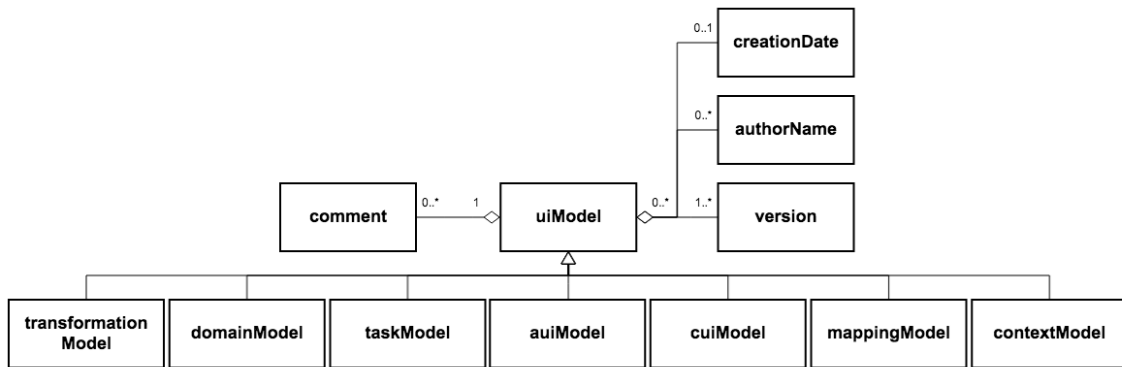 0..1
creationDate
0..*
authorName
comment
0..*
1
uiModel
0..*
1..*
version
transformation
Model
domainModel
taskModel
auiModel
cuiModel
mappingModel
contextModel